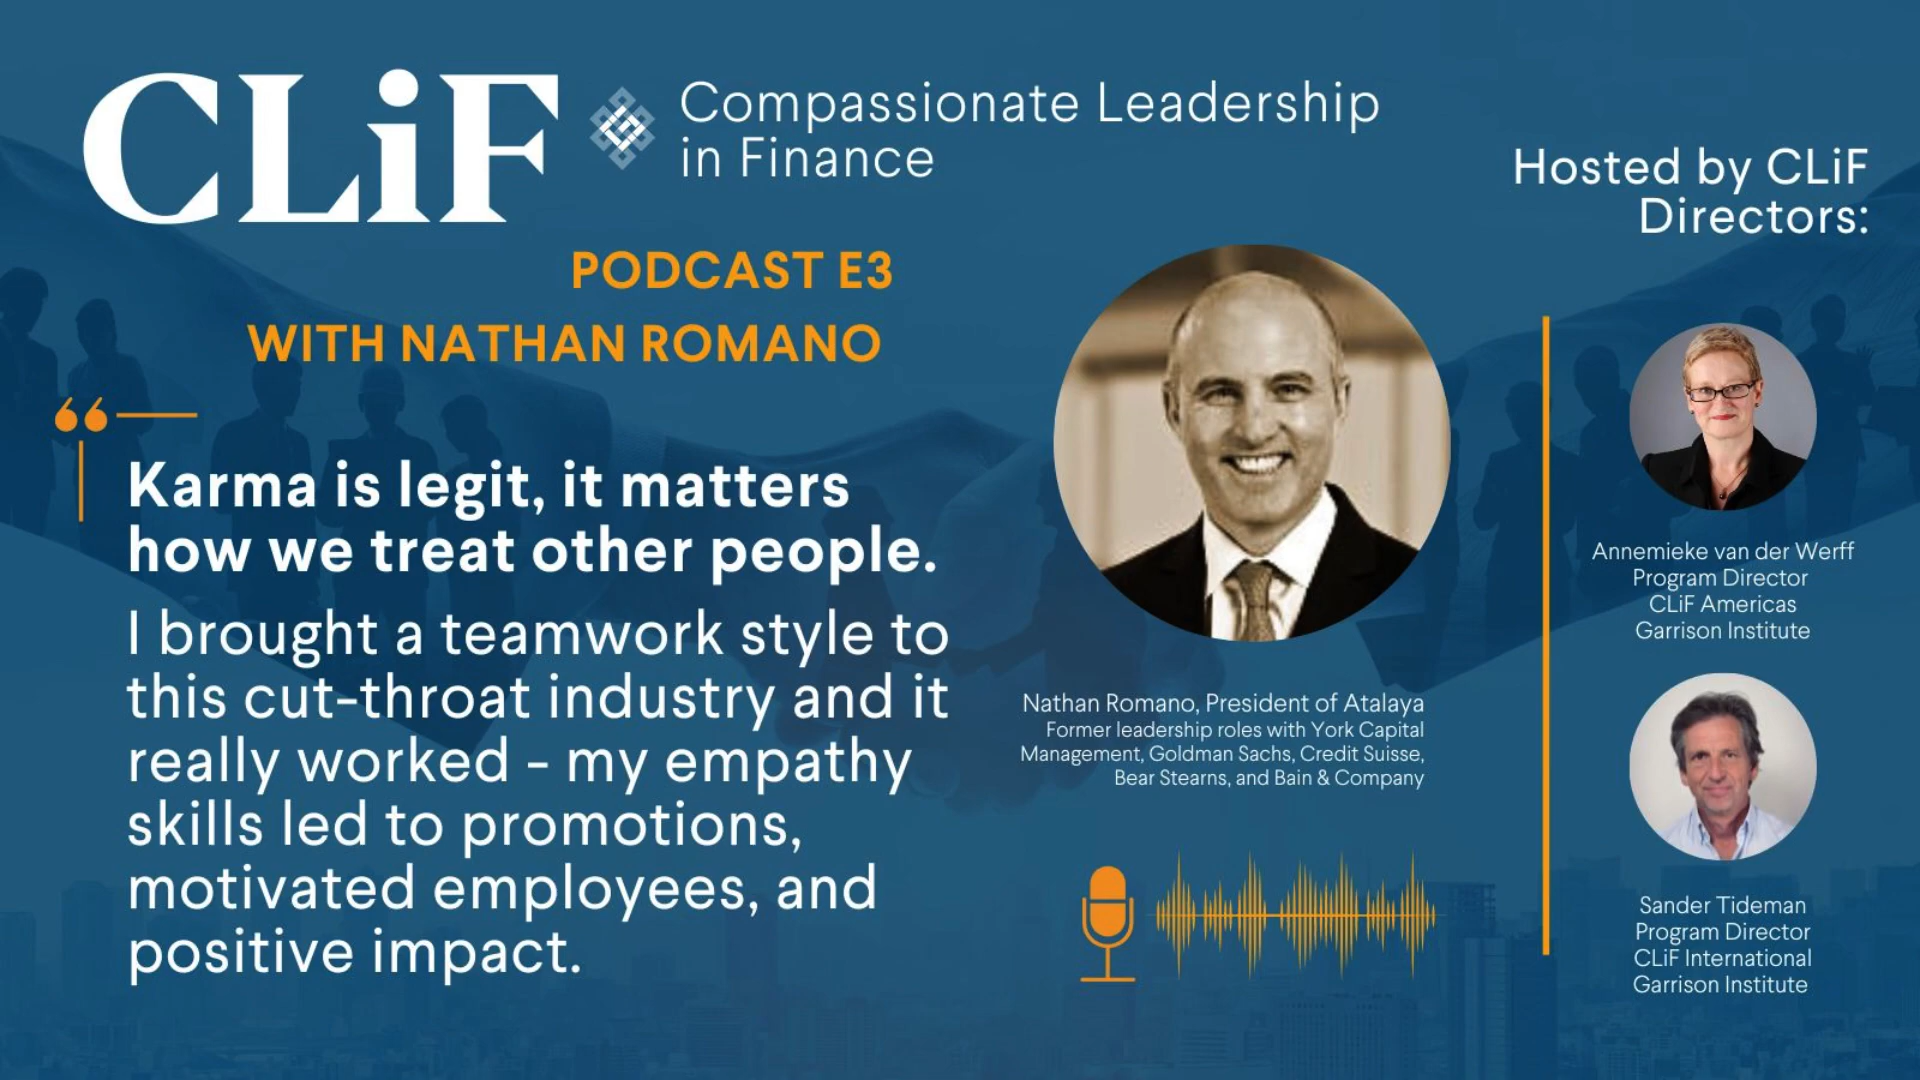 CLiF
Compassionate Leadership
in Finance
PODCAST E3
WITH NATHAN ROMANO
“
Karma is legit, it matters
how we treat other people.
I brought a teamwork style to
this cut-throat industry and it
really worked - my empathy
skills led to promotions,
motivated employees, and
positive impact.
Nathan Romano, President of Atalaya
Former leadership roles with York Capital
Management, Goldman Sachs, Credit Suisse,
Bear Stearns, and Bain & Company
Hosted by CLiF
Directors:
Annemieke van der Werff
Program Director
CLiF Americas
Garrison Institute
Sander Tideman
Program Director
CLiF International
Garrison Institute